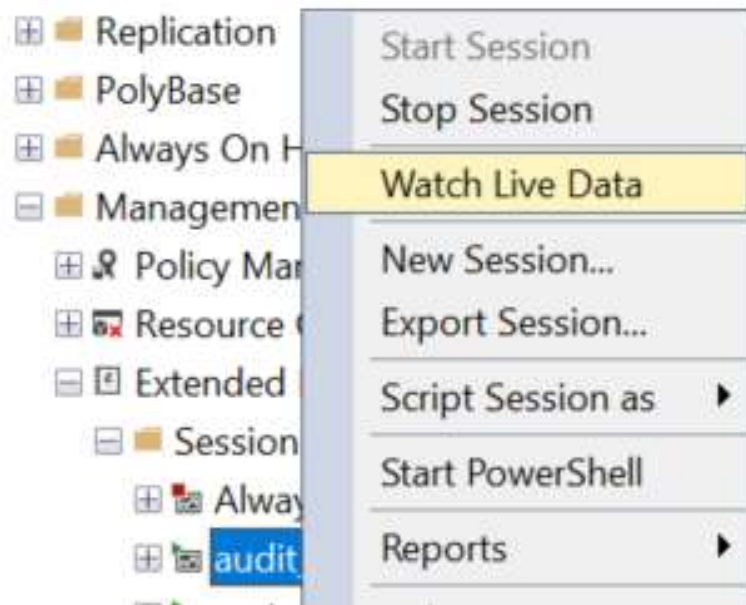 Replication
PolyBase
Always On H
Managemen
Policy Mar
Resource
Extended
Session
Alway
audit_
Start Session
Stop Session
Watch Live Data
New Session...
Export Session...
Script Session as
Start PowerShell
Reports